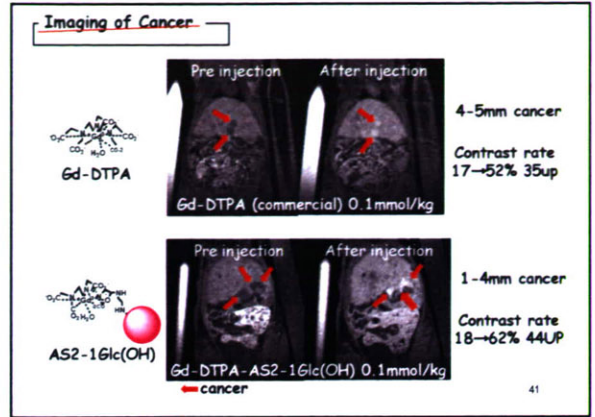 Imaging of Cancer
Pre injection After injection
4-5mm cancer
Contrast rate
17→52% 35up
Gd-DTPA
Gd-DTPA (commercial) 0.1mmol/kg
Pre injection After injection
1-4mm cancer
Contrast rate
18→62% 44UP
NH
HN
AS2-1Glc(OH)
Gd-DTPA-AS2-1Glc(OH) 0.1mmol/kg
cancer
41